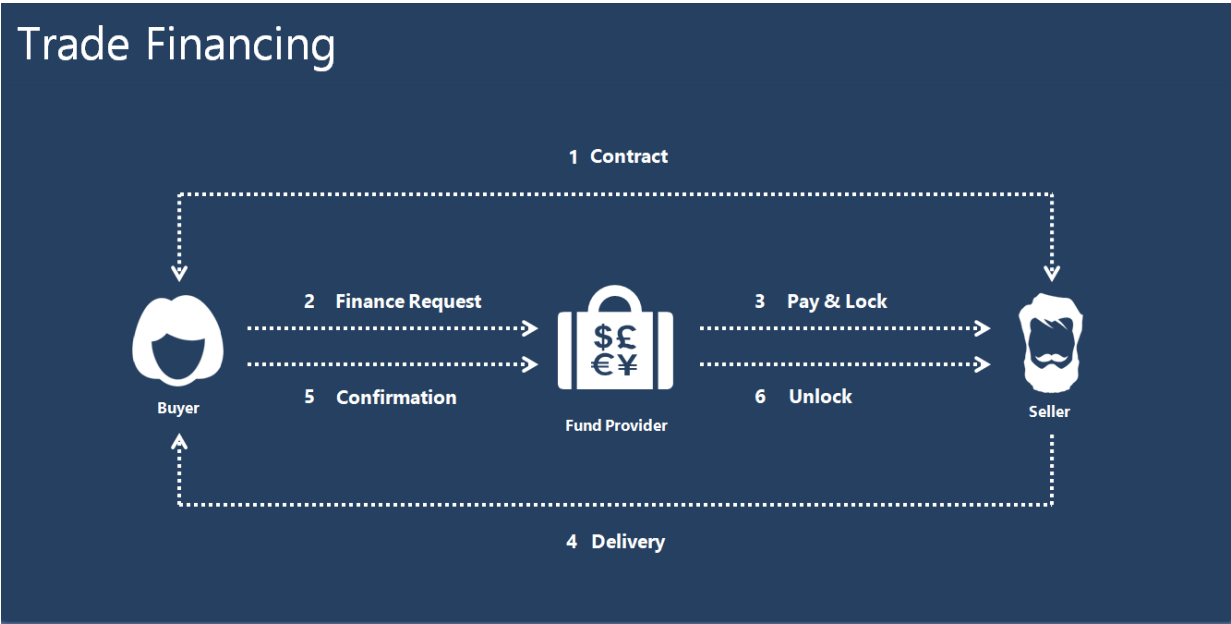 Trade Financing
1 Contract
2 Finance Request
3 Pay & Lock
$£
€¥
5 Confirmation
6 Unlock
Buyer
Fund Provider
Seller
4 Delivery